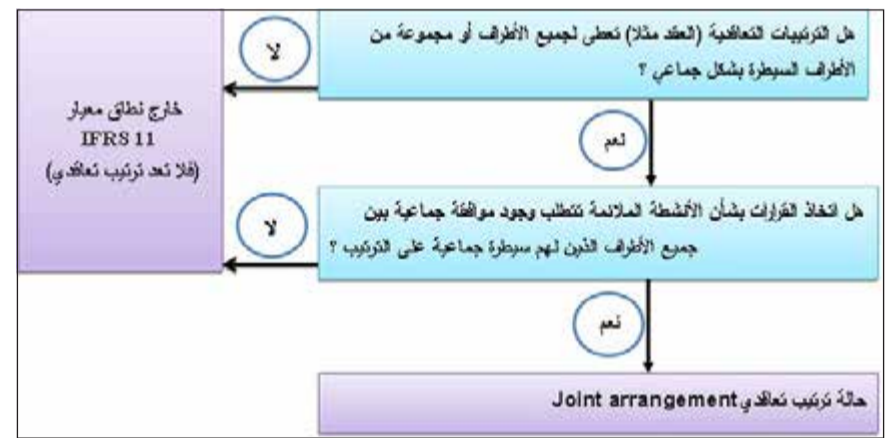 هل الترتيبات التعاقدية (العقد مثلا) تعطى لجميع الأطراف أو مجموعة من
الأطراف السيطرة بشكل جماعي ؟
لا
خارج نطاق معيار
IFRS 11
(فلا تعد ترتيب تعاقدي)
نعم
هل اتخاذ القرارات بشأن الأنشطة الملائمة تتطلب وجود موافقة جماعية بين
جميع الأطراف الذين لهم سيطرة جماعية على الترتيب ؟
لا
نعم
حالة ترتيب تعاقدي Joint arrangement